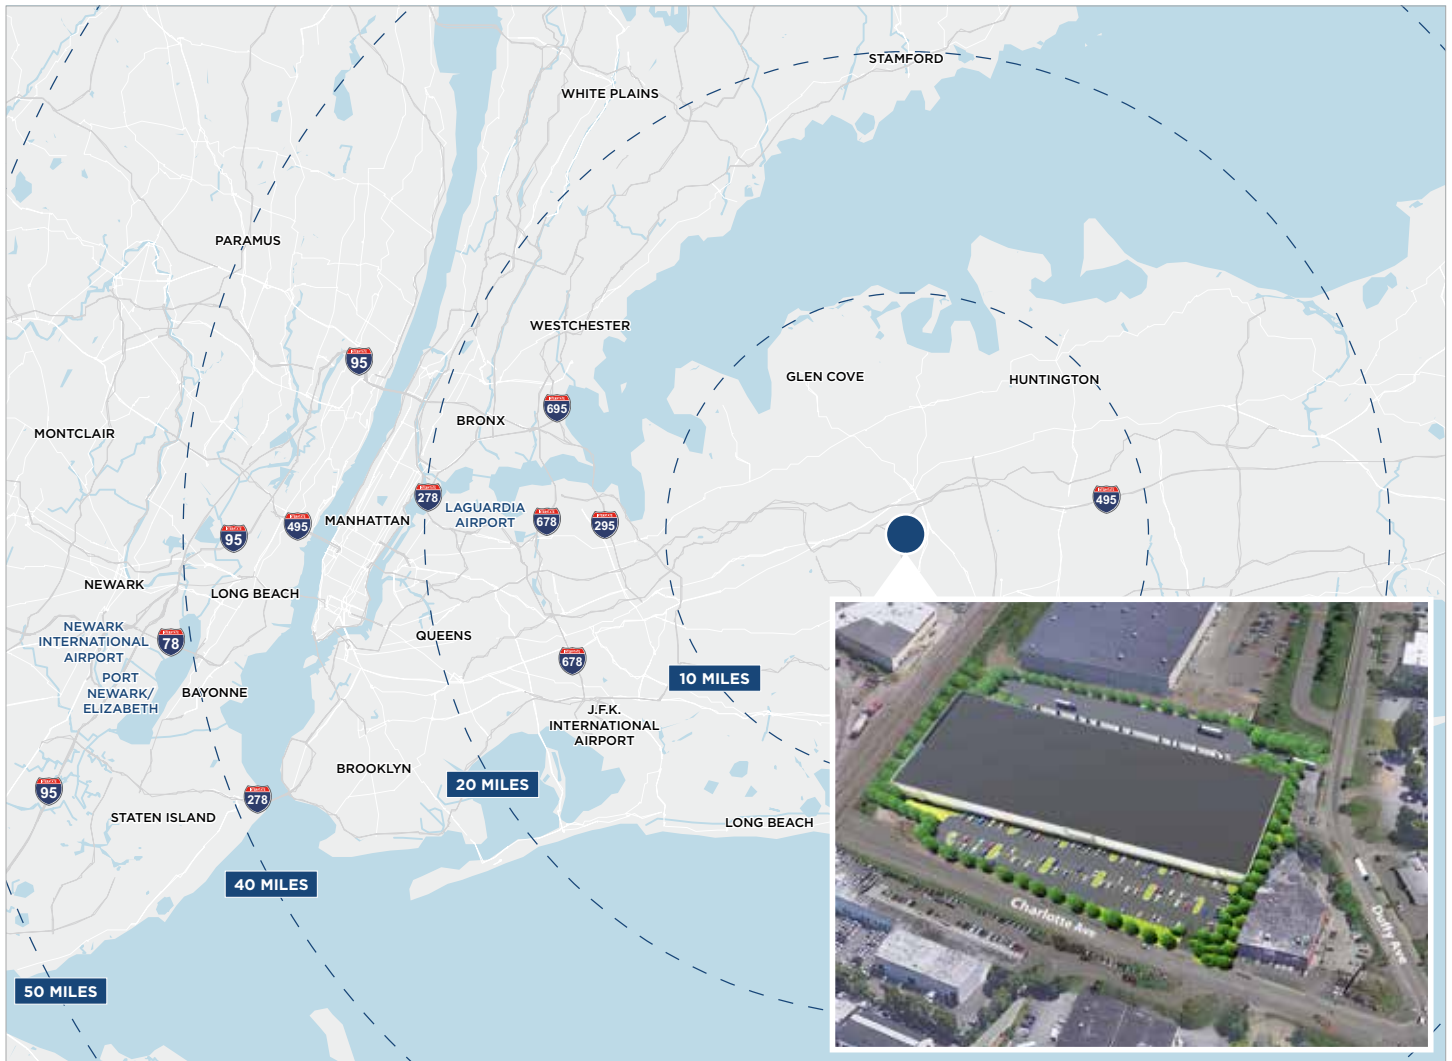 STAMFORD
WHITE PLAINS
PARAMUS
WESTCHESTER
95
GLEN COVE
HUNTINGTON
695
BRONX
MONTCLAIR
278
495
LAGUARDIA
AIRPORT
678
295
MANHATTAN
495
95
NEWARK
LONG BEACH
NEWARK
INTERNATIONAL
AIRPORT
78
QUEENS
678
10 MILES
PORT
NEWARK/
ELIZABETH
BAYONNE
J.F.K.
INTERNATIONAL
AIRPORT
BROOKLYN
20 MILES
95
278
STATEN ISLAND
LONG BEACH
40 MILES
Charlotte Ave
Duffy Ave
50 MILES